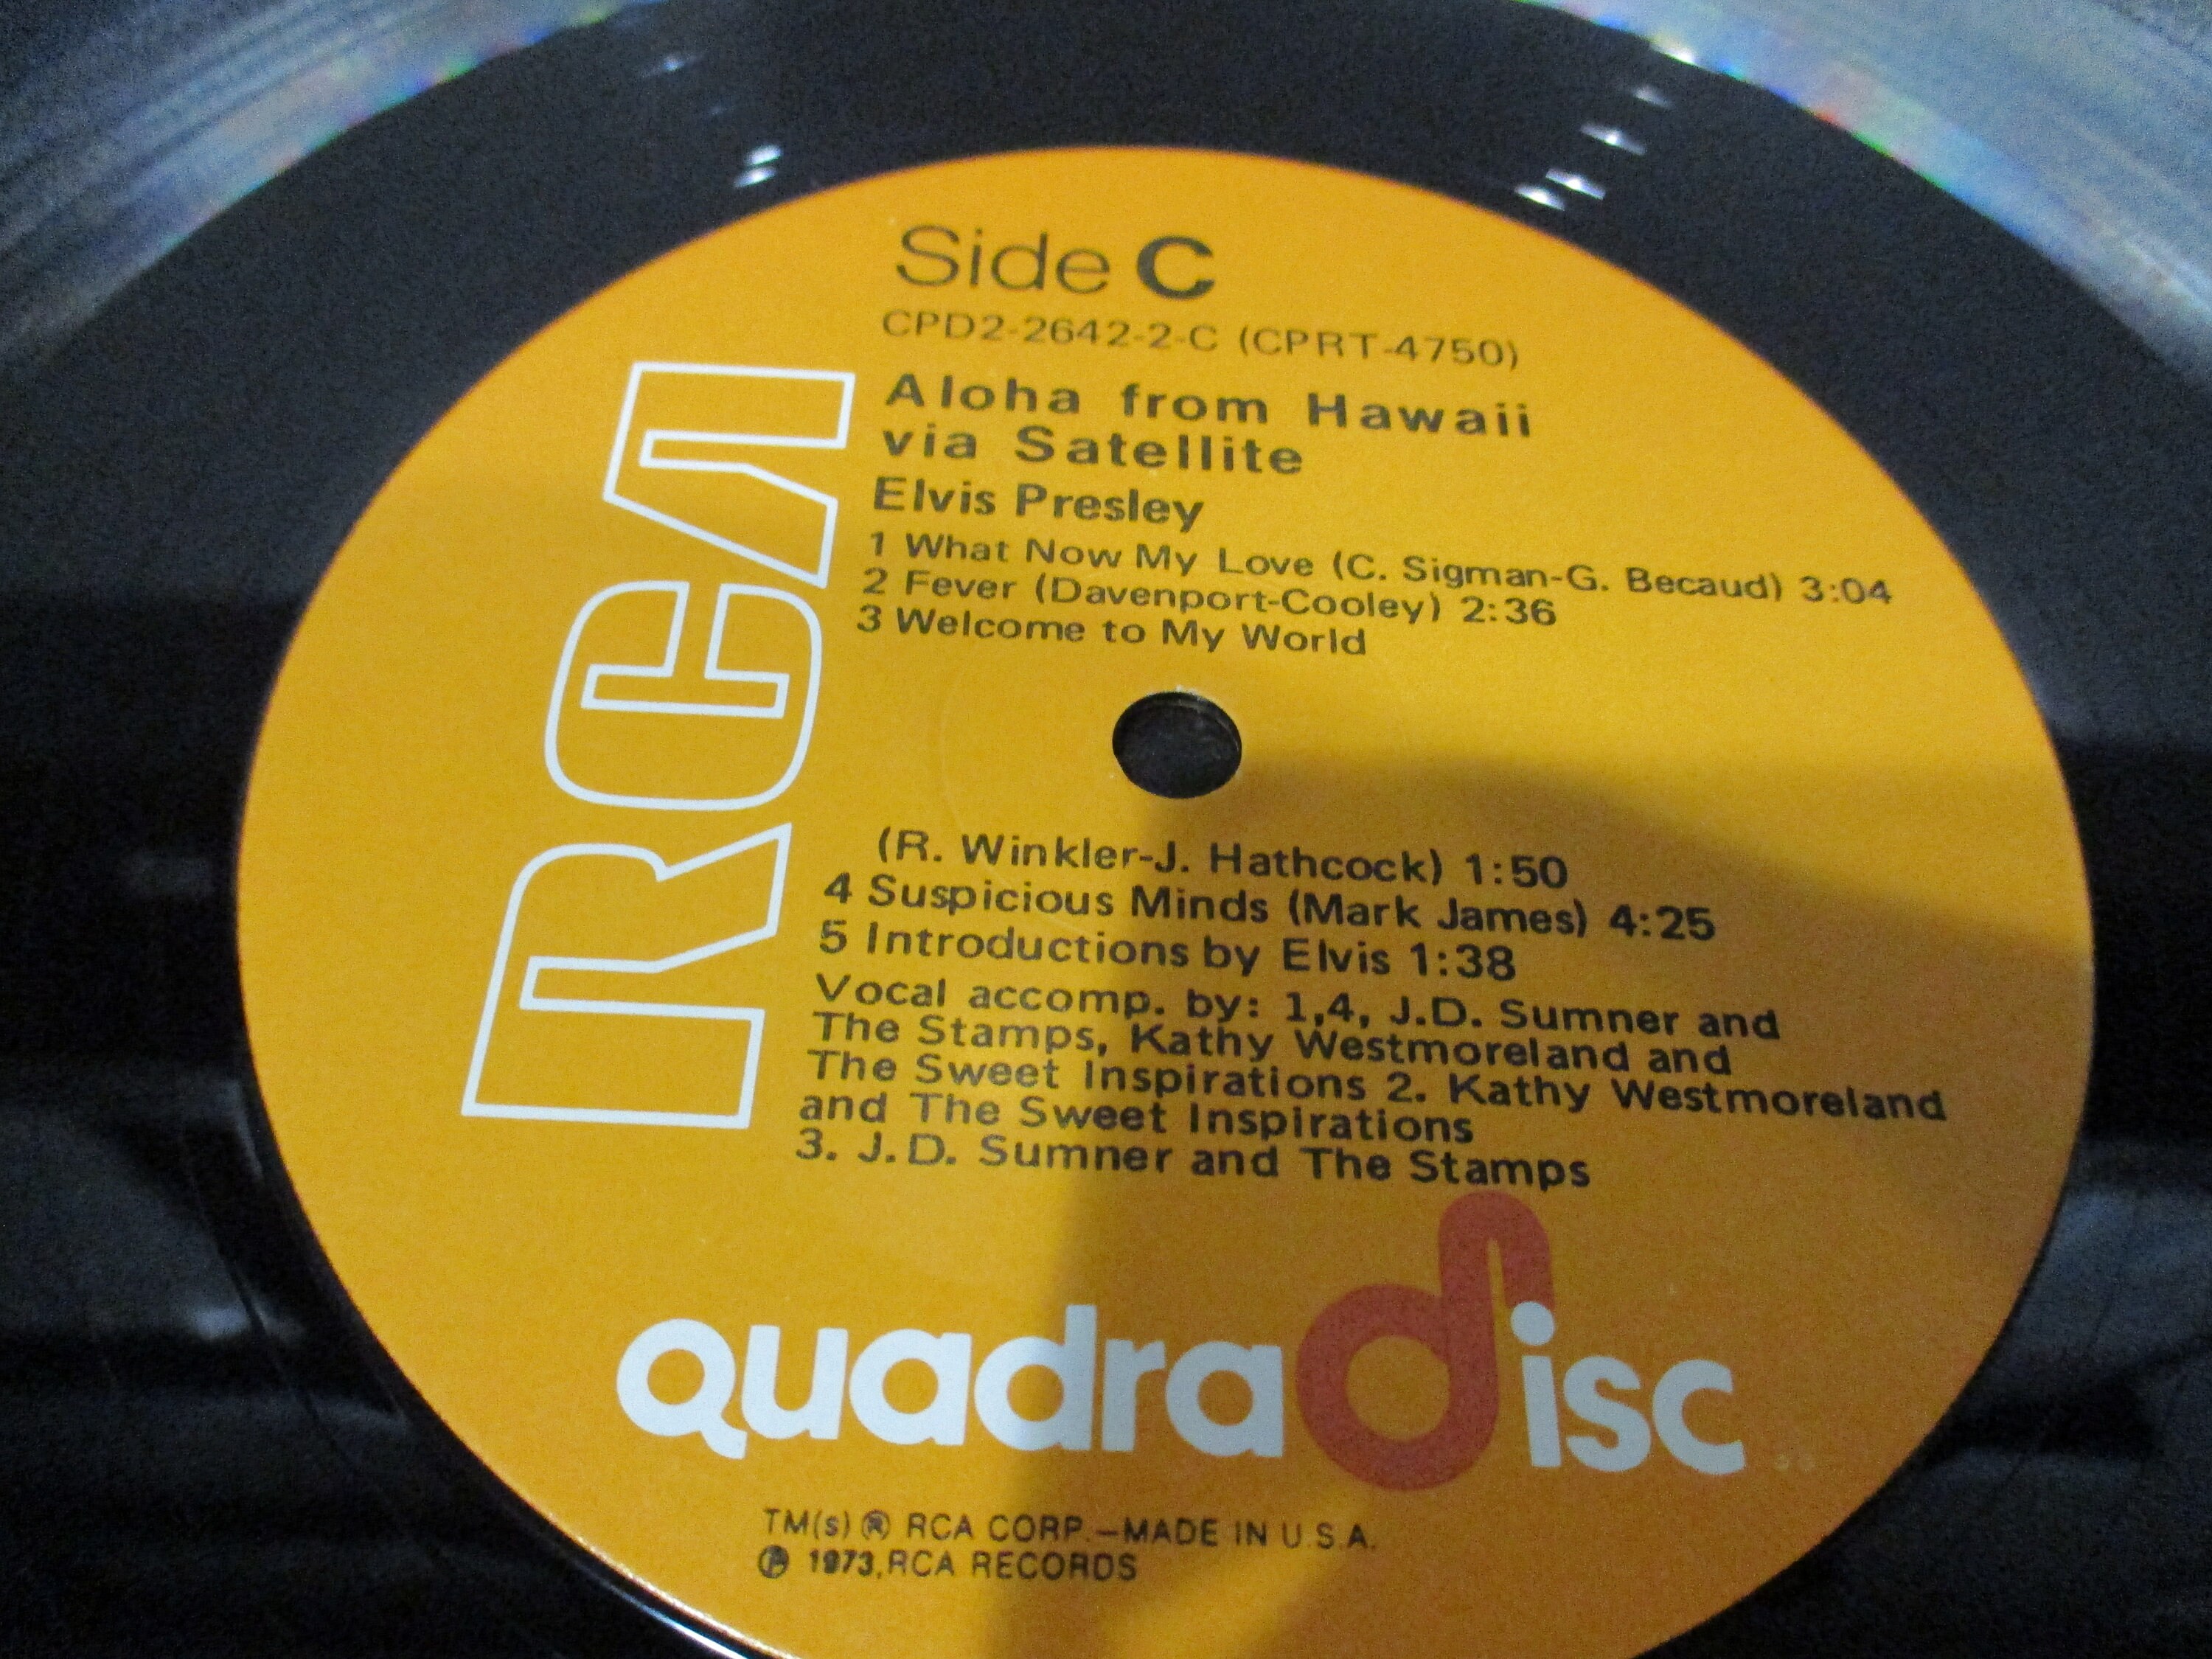 Side C
CPD2-2642-2-C (CPRT-4750)
Aloha from Hawaii
via Satellite
Elvis Presley
1 What Now My Love (C. Sigman-G. Becaud) 3:04
2 Fever (Davenport-Cooley) 2:36
3 Welcome to My World
(R. Winkler-J. Hathcock) 1:50
4 Suspicious Minds (Mark James) 4:25
5 Introductions by Elvis 1:38
Vocal accomp. by: 1,4, J.D. Sumner and
The Stamps, Kathy Westmoreland and
The Sweet Inspirations 2. Kathy Westmoreland
and The Sweet Inspirations
3. J.D. Sumner and The Stamps
RCA
quadradisc
TM(s) ® RCA CORP.—MADE IN U.S.A.
℗ 1973, RCA RECORDS